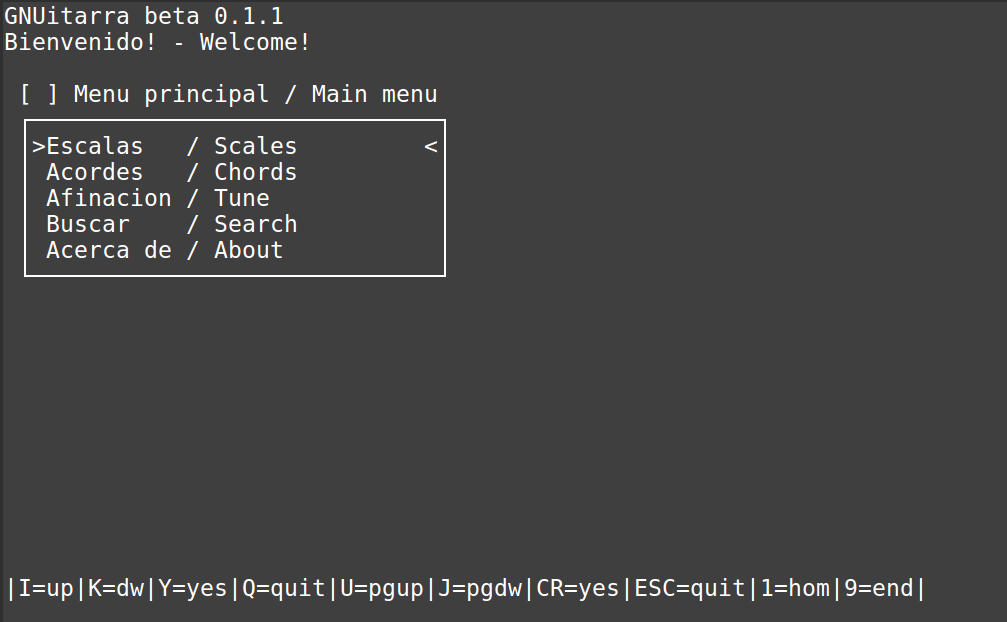 GNUitarra beta 0.1.1
Bienvenido! - Welcome!
[ ] Menu principal / Main menu
>Escalas   / Scales         <
Acordes   / Chords
Afinacion / Tune
Buscar    / Search
Acerca de / About
|I=up|K=dw|Y=yes|Q=quit|U=pgup|J=pgdw|CR=yes|ESC=quit|1=hom|9=end|